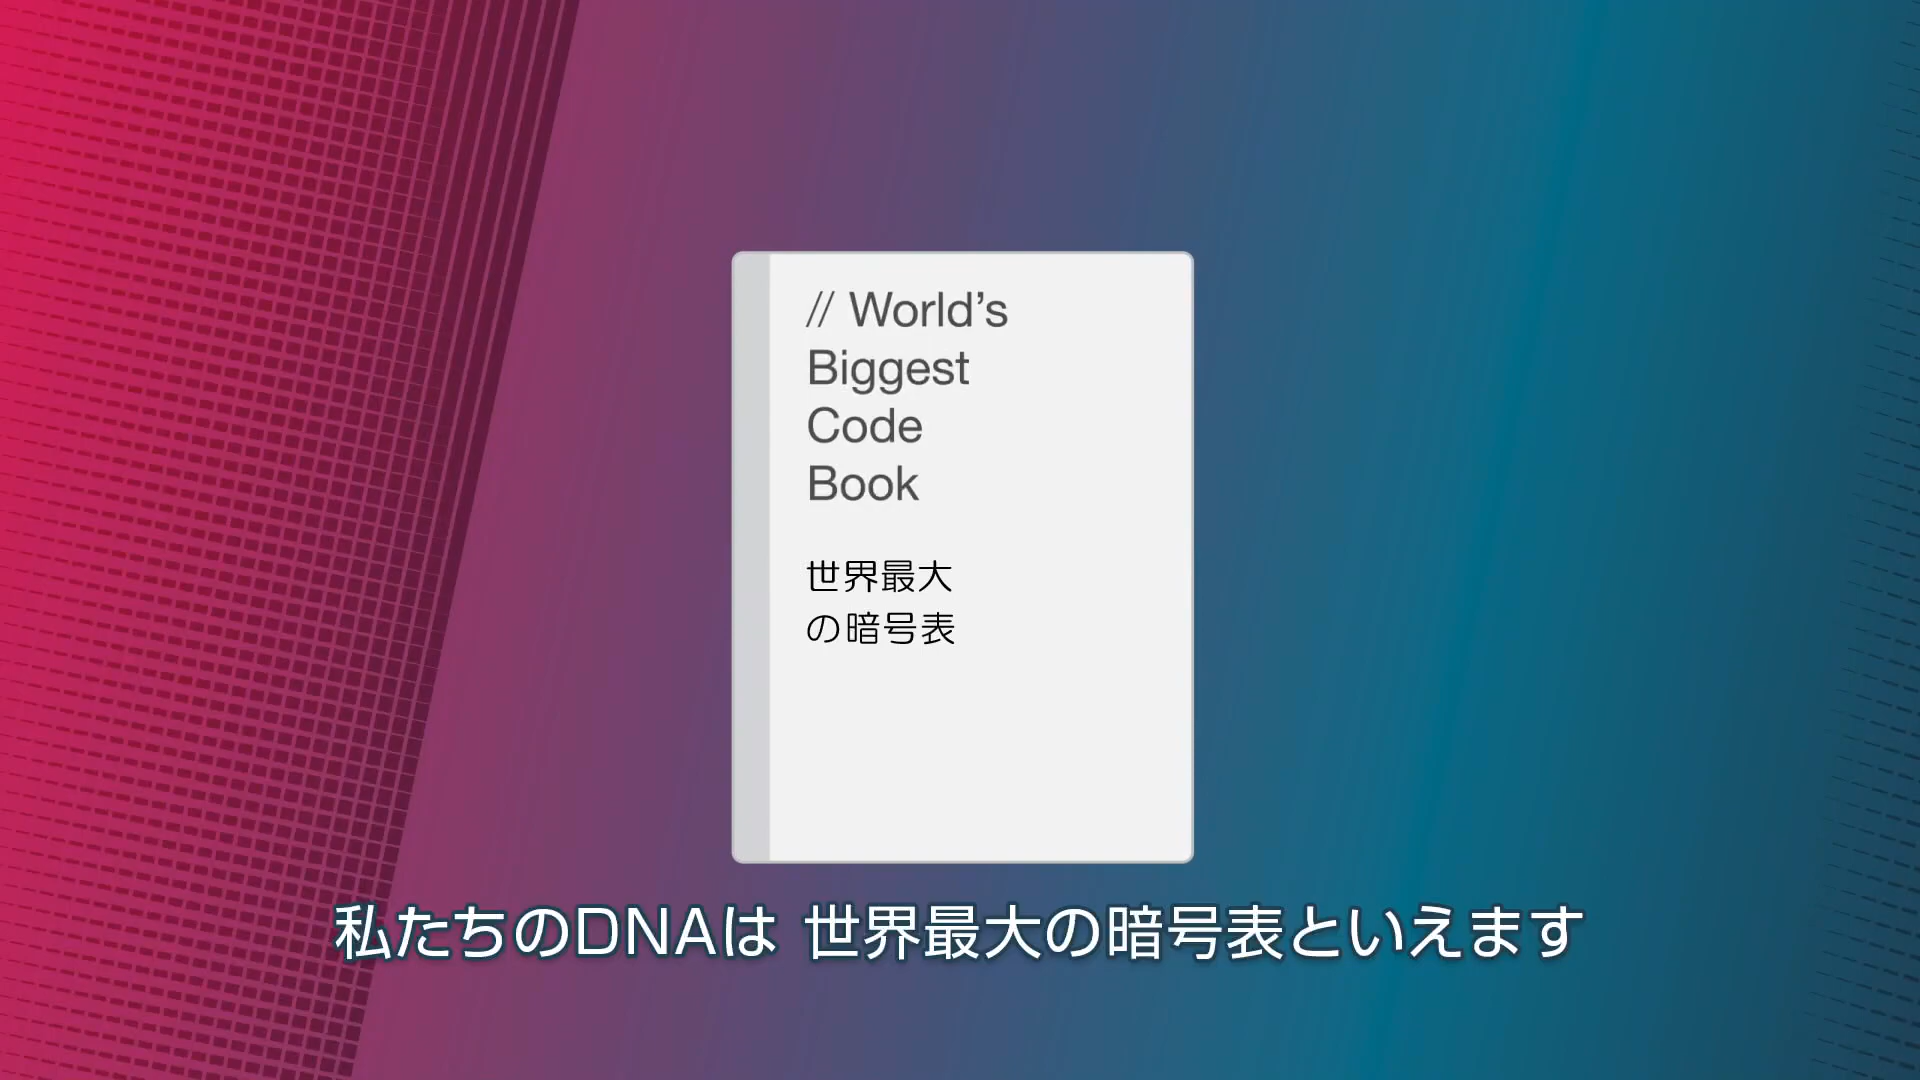 // World’s
Biggest
Code
Book
世界最大
の暗号表
私たちのDNAは 世界最大の暗号表といえます